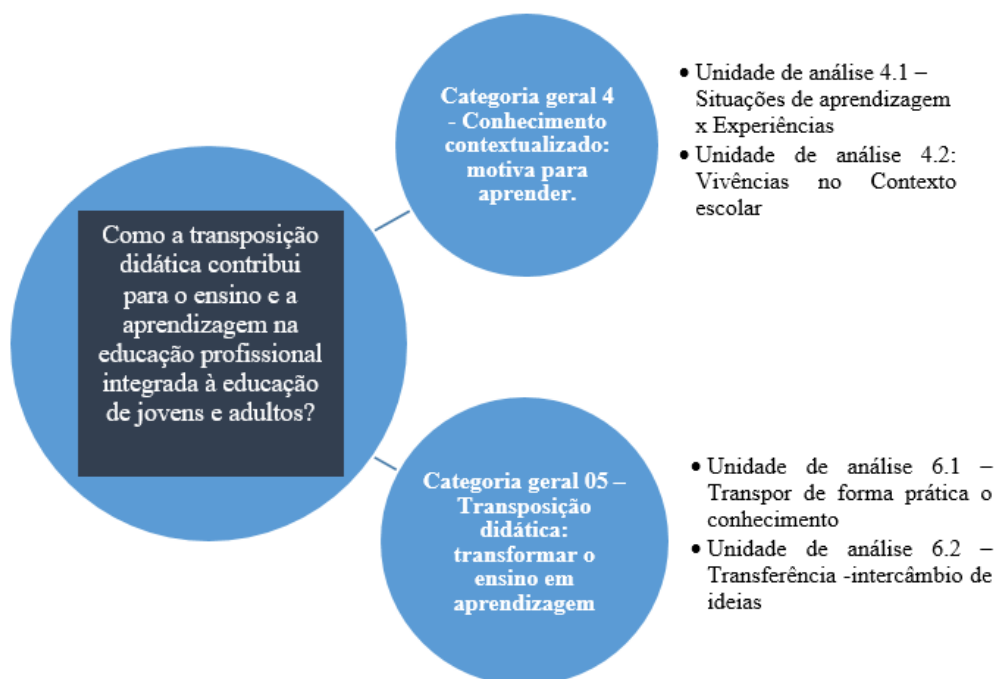 Como a transposição
didática contribui
para o ensino e a
aprendizagem na
educação profissional
integrada à educação
de jovens e adultos?
Categoria geral 4
- Conhecimento
contextualizado:
motiva para
aprender.
• Unidade de análise 4.1 –
Situações de aprendizagem
x Experiências
• Unidade de análise 4.2:
Vivências no Contexto
escolar
Categoria geral 05 –
Transposição
didática:
transformar o
ensino em
aprendizagem
• Unidade de análise 6.1 –
Transpor de forma prática o
conhecimento
• Unidade de análise 6.2 –
Transferência -intercâmbio de
ideias